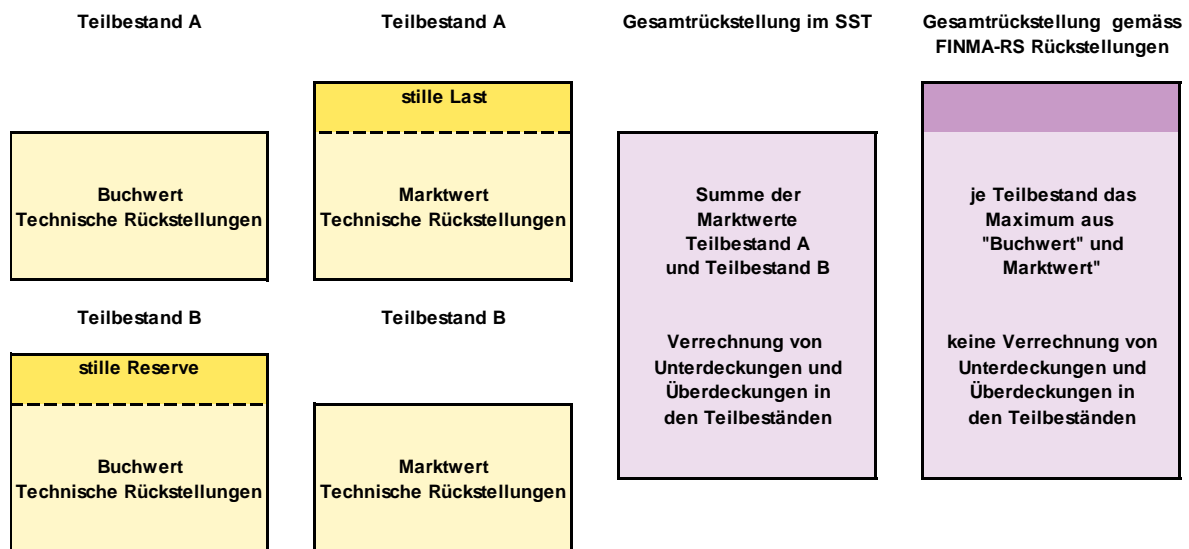 Teilbestand A
Teilbestand A
Gesamtrückstellung im SST
Gesamtrückstellung gemäss
FINMA-RS Rückstellungen
stille Last
Buchwert
Technische Rückstellungen
Marktwert
Technische Rückstellungen
Summe der
Marktwerte
Teilbestand A
und Teilbestand B
je Teilbestand das
Maximum aus
"Buchwert" und
Marktwert"
Teilbestand B
Teilbestand B
Verrechnung von
Unterdeckungen und
Überdeckungen in
den Teilbeständen
keine Verrechnung von
Unterdeckungen und
Überdeckungen in
den Teilbeständen
stille Reserve
Buchwert
Technische Rückstellungen
Marktwert
Technische Rückstellungen